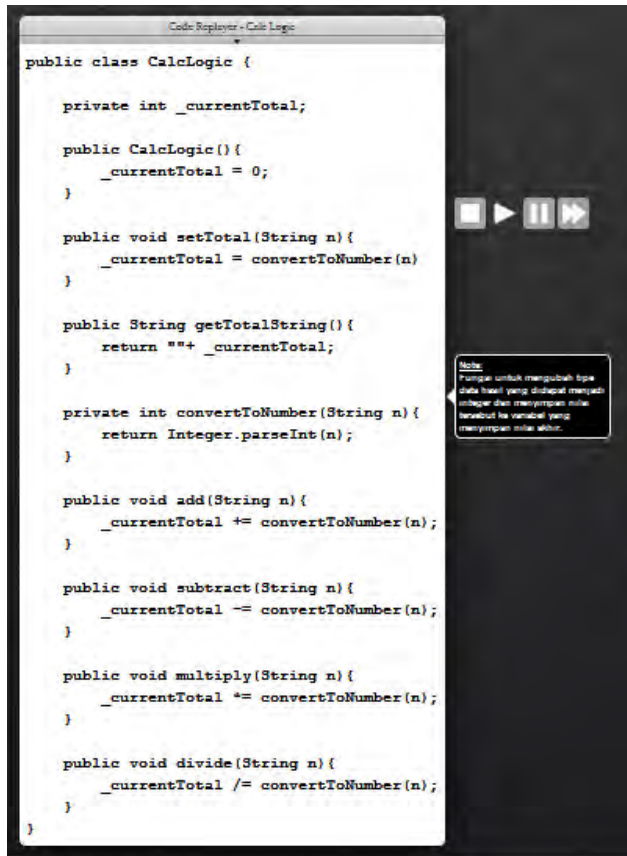 Code Replayer - Calc Logic
public class CalcLogic {
private int _currentTotal;
public CalcLogic(){
_currentTotal = 0;
}
public void setTotal(String n){
_currentTotal = convertToNumber(n)
}
public String getTotalString(){
return ""+ _currentTotal;
}
private int convertToNumber(String n){
return Integer.parseInt(n);
}
public void add(String n){
_currentTotal += convertToNumber(n);
}
public void subtract(String n){
_currentTotal -= convertToNumber(n);
}
public void multiply(String n){
_currentTotal *= convertToNumber(n);
}
public void divide(String n){
_currentTotal /= convertToNumber(n);
}
}
Note:
Fungsi untuk mengubah tipe
data hasil yang didapat menjadi
integer dan menyimpan nilai
tersebut ke variabel yang
menyimpan nilai akhir.